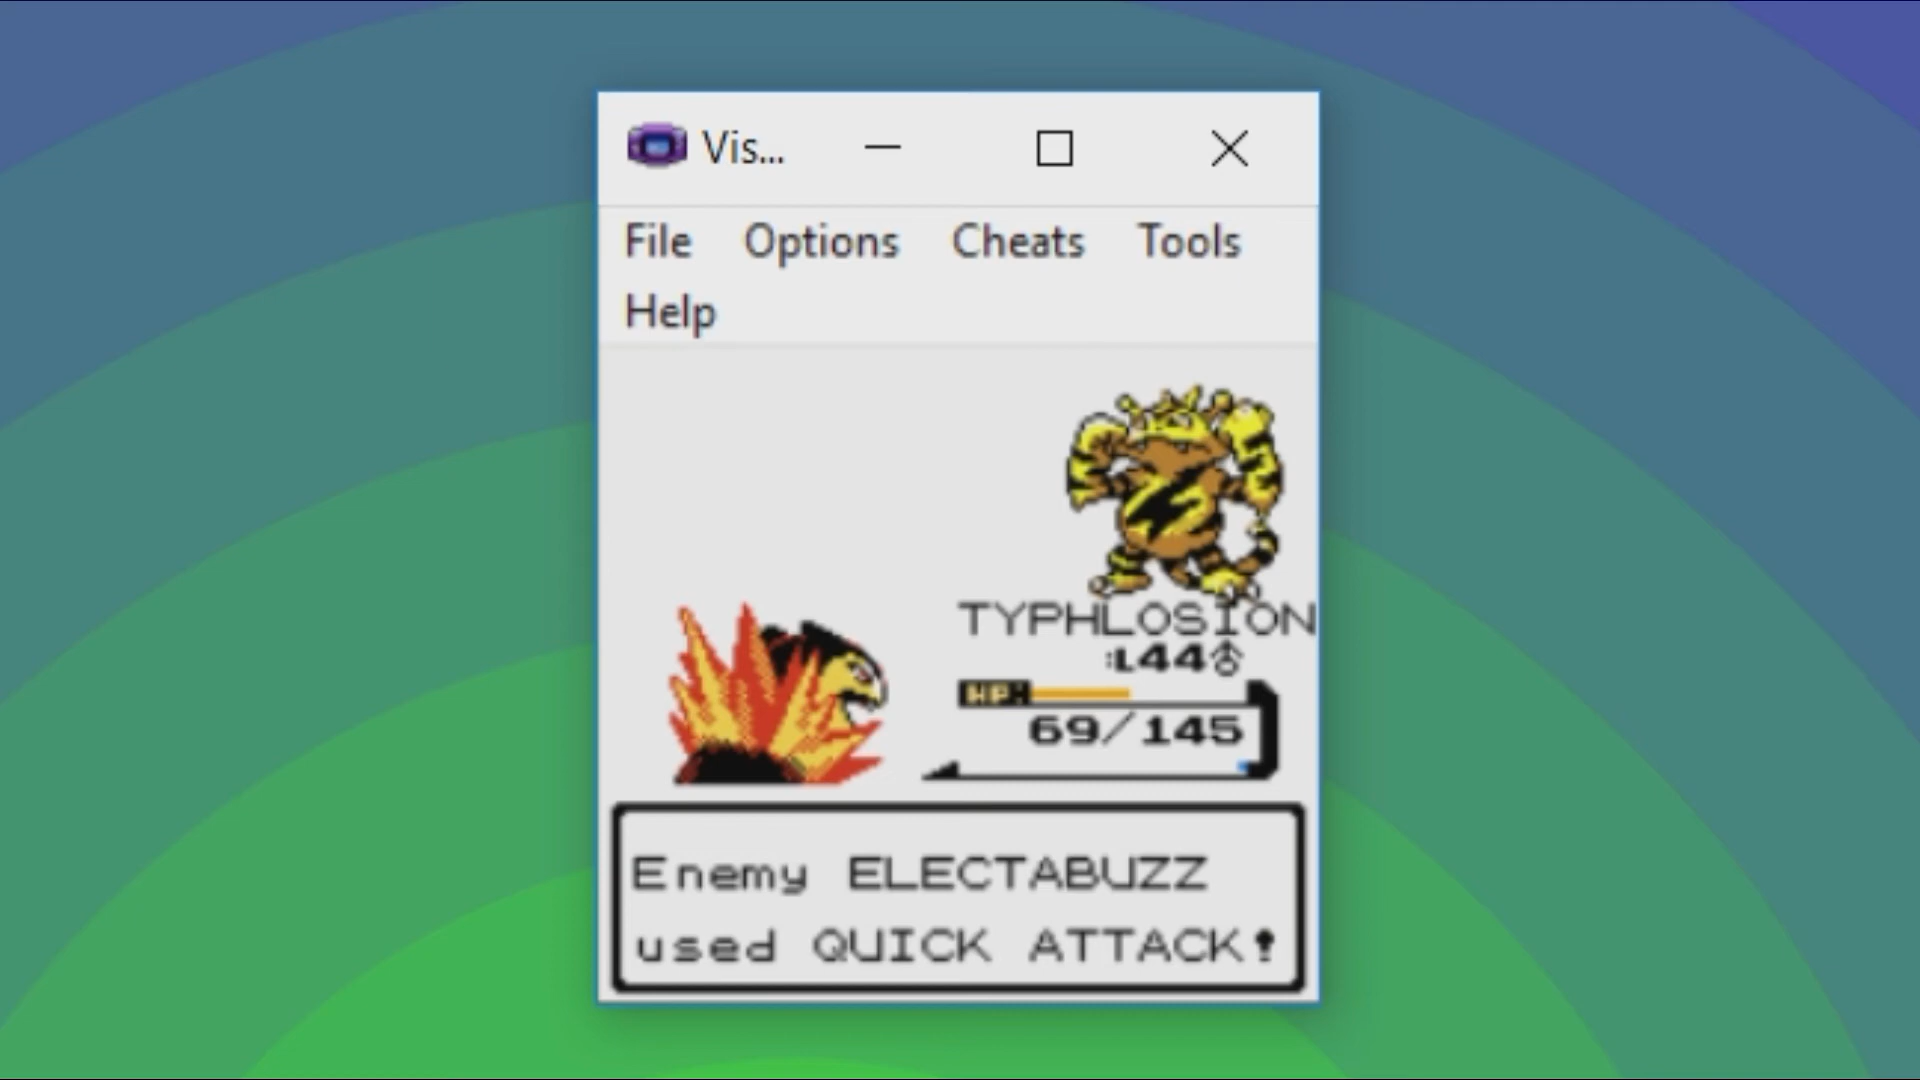 Vis...
File Options Cheats Tools
Help
TYPHLOSION
:L44♂
HP:
69/145
Enemy ELECTABUZZ
used QUICK ATTACK!